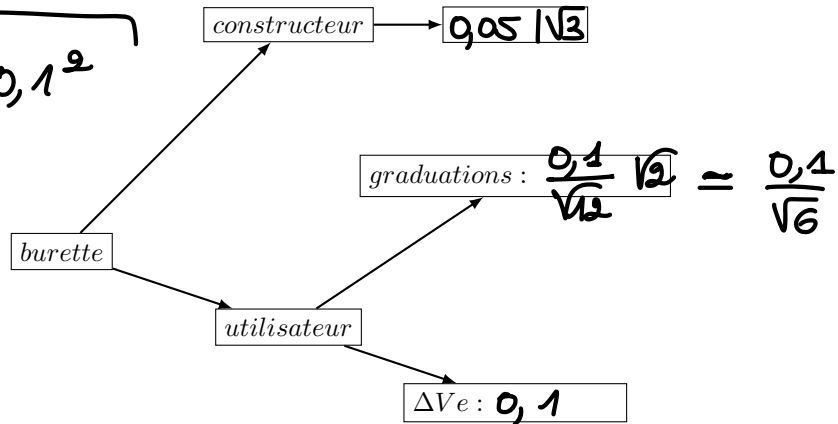 constructeur
0,05 |√3
0,1²
graduations : 0,1/√12 √2 ≃ 0,1/√6
burette
utilisateur
ΔVe : 0,1